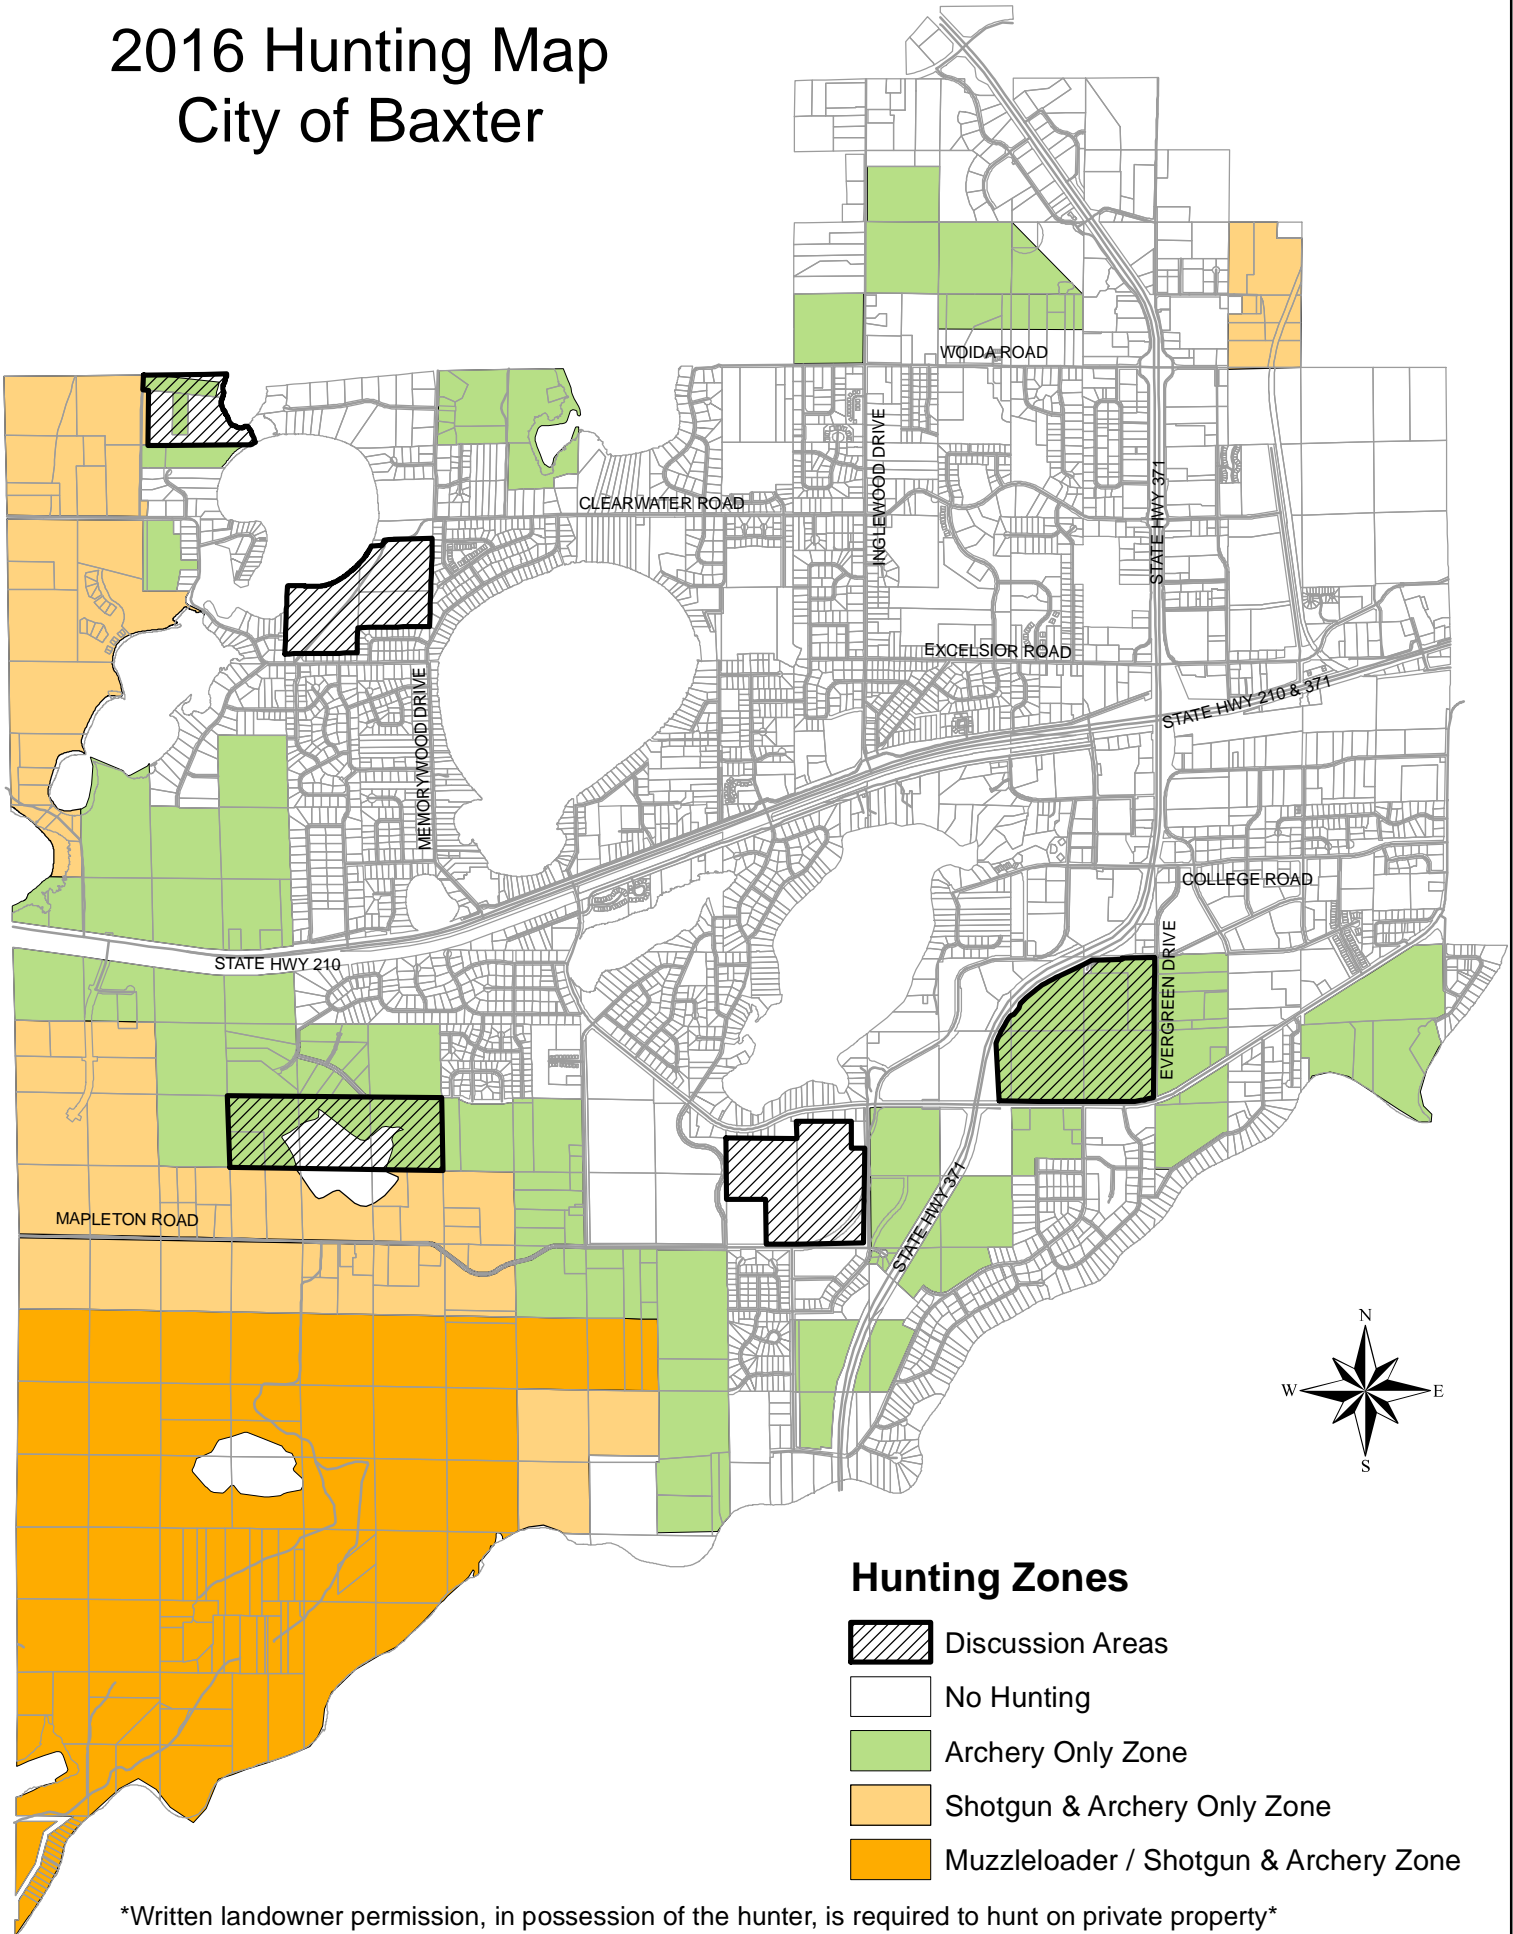 2016 Hunting Map
City of Baxter
WOIDA ROAD
INGLEWOOD DRIVE
CLEARWATER ROAD
STATE HWY 371
EXCELSIOR ROAD
MEMORYWOOD DRIVE
STATE HWY 210 & 371
COLLEGE ROAD
STATE HWY 210
EVERGREEN DRIVE
STATE HWY 371
MAPLETON ROAD
N
W
E
S
Hunting Zones
Discussion Areas
No Hunting
Archery Only Zone
Shotgun & Archery Only Zone
Muzzleloader / Shotgun & Archery Zone
*Written landowner permission, in possession of the hunter, is required to hunt on private property*